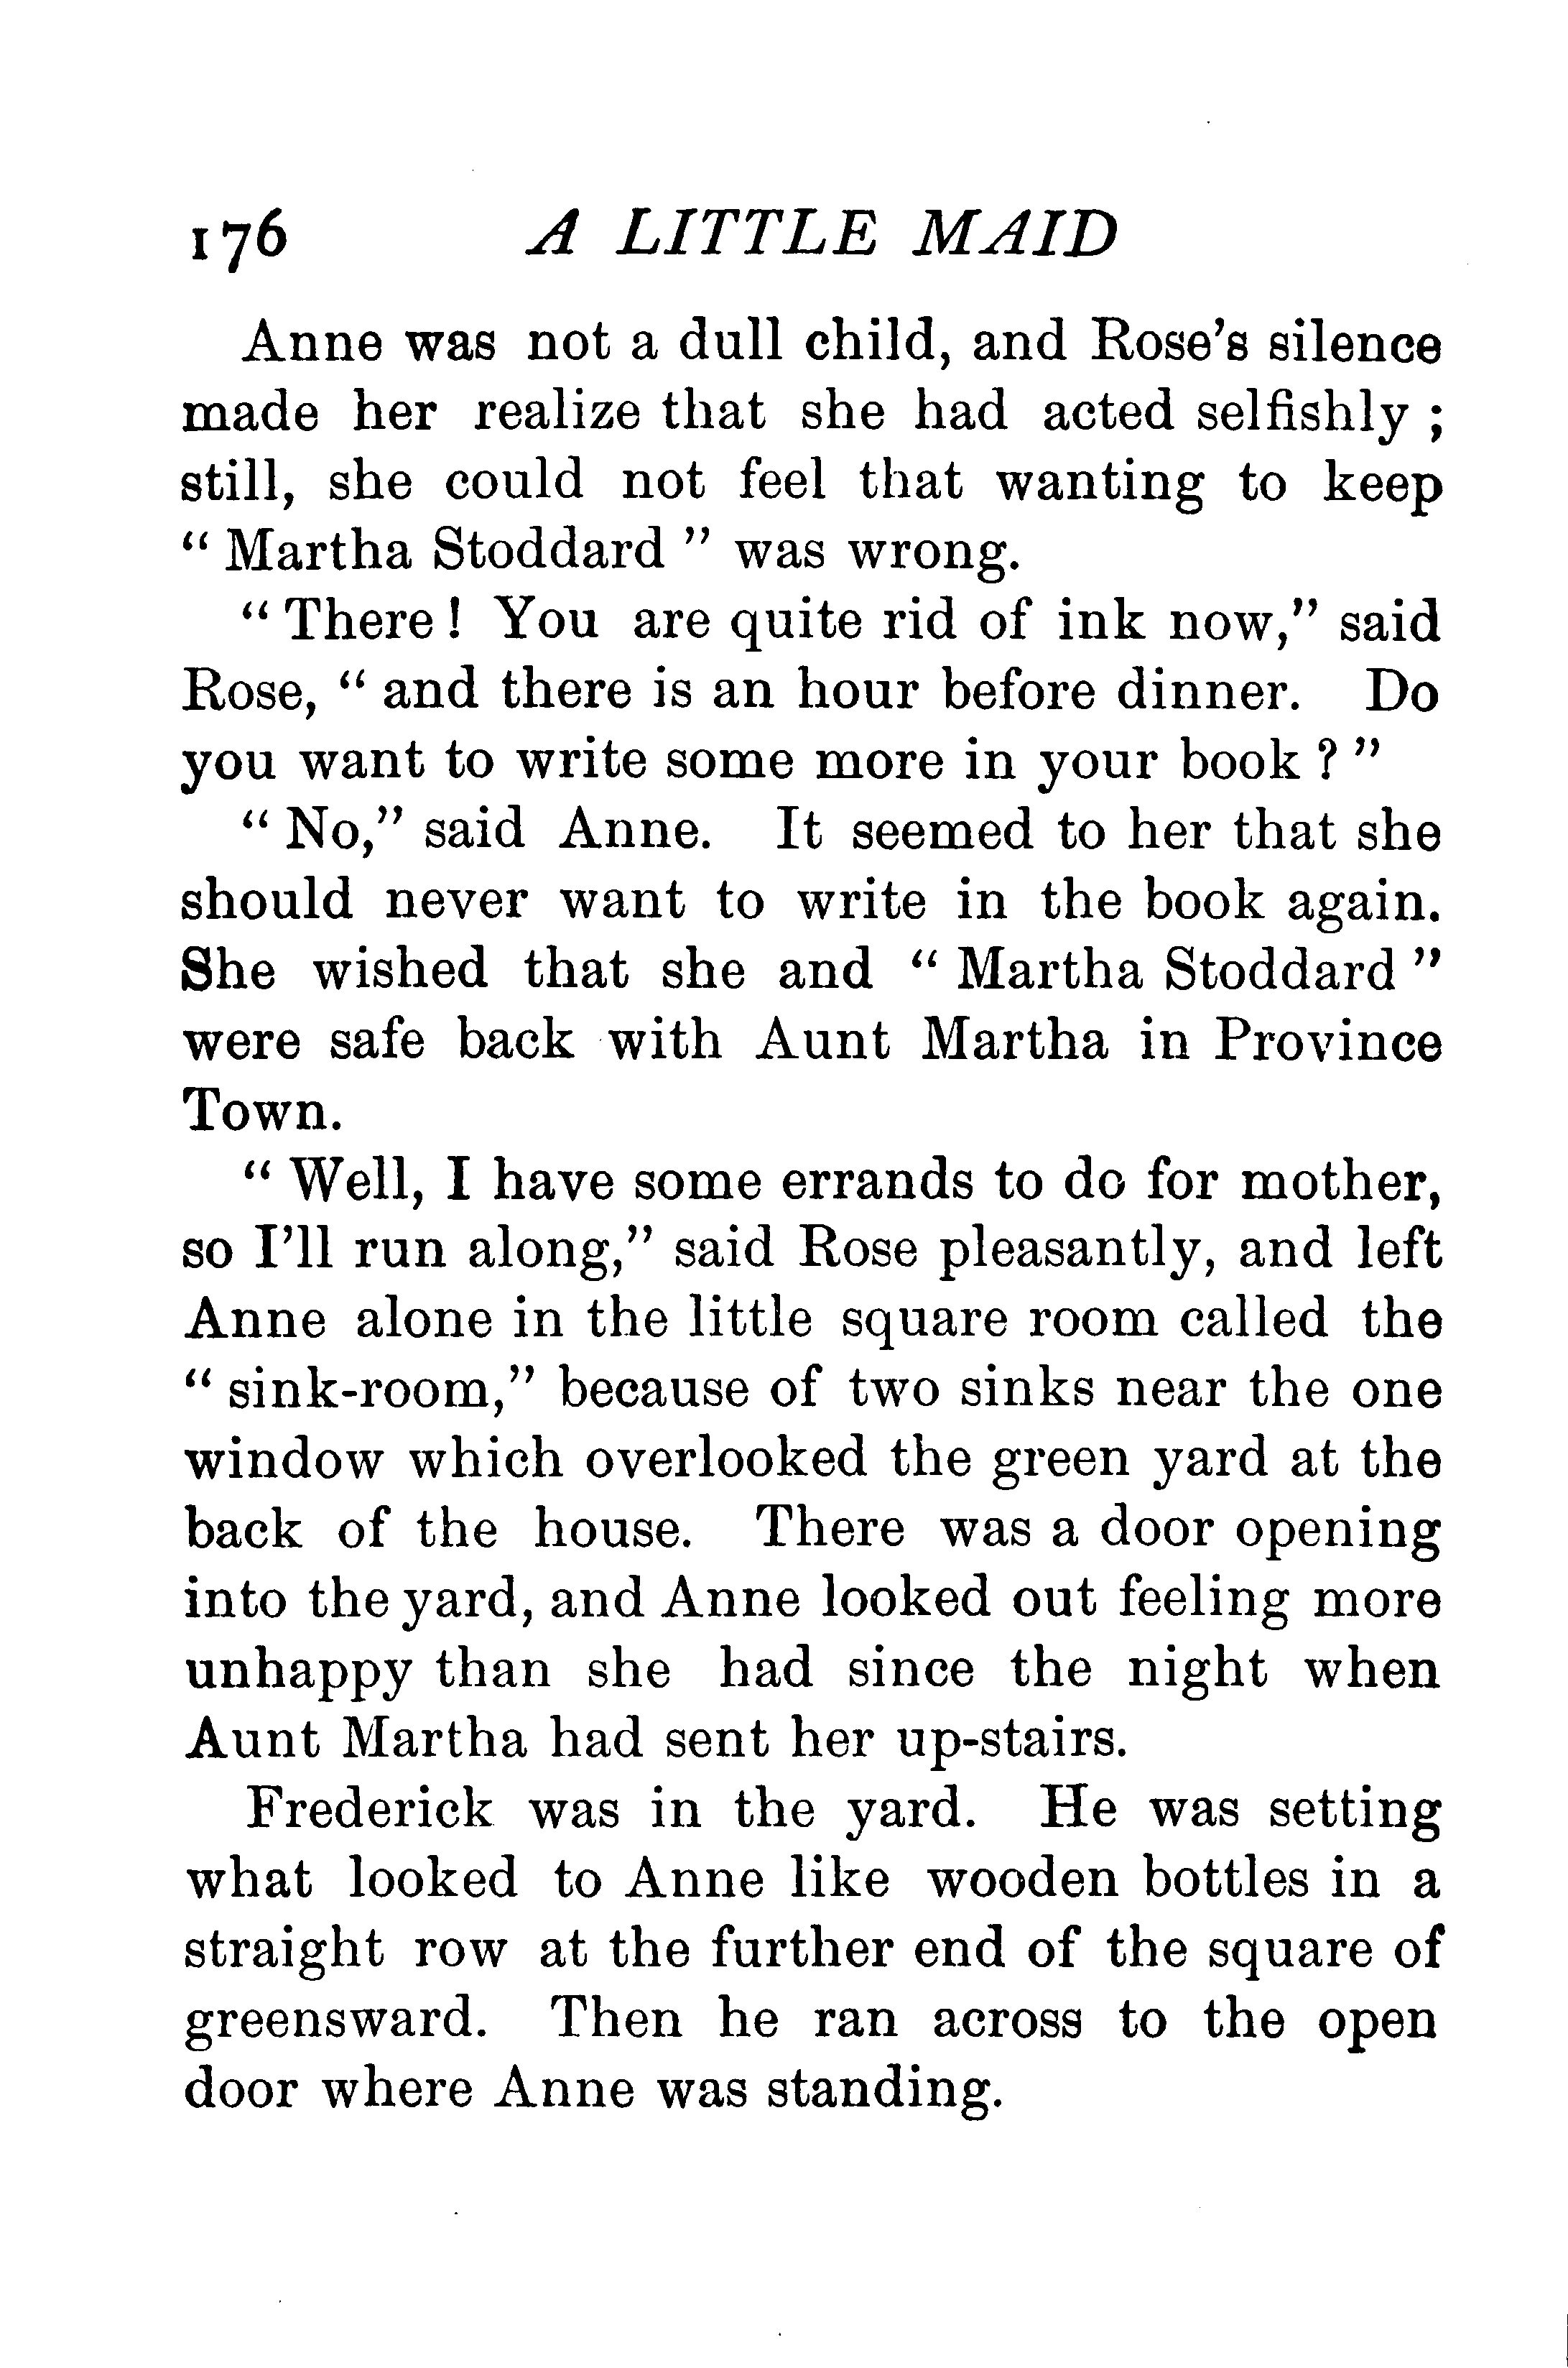 176 A LITTLE MAID
Anne was not a dull child, and Rose's silence
made her realize that she had acted selfishly ;
still, she could not feel that wanting to keep
“ Martha Stoddard ” was wrong.
“ There ! You are quite rid of ink now,” said
Rose, “ and there is an hour before dinner. Do
you want to write some more in your book ? ”
“ No,” said Anne. It seemed to her that she
should never want to write in the book again.
She wished that she and “ Martha Stoddard ”
were safe back with Aunt Martha in Province
Town.
“ Well, I have some errands to do for mother,
so I'll run along,” said Rose pleasantly, and left
Anne alone in the little square room called the
“ sink-room,” because of two sinks near the one
window which overlooked the green yard at the
back of the house. There was a door opening
into the yard, and Anne looked out feeling more
unhappy than she had since the night when
Aunt Martha had sent her up-stairs.
Frederick was in the yard. He was setting
what looked to Anne like wooden bottles in a
straight row at the further end of the square of
greensward. Then he ran across to the open
door where Anne was standing.